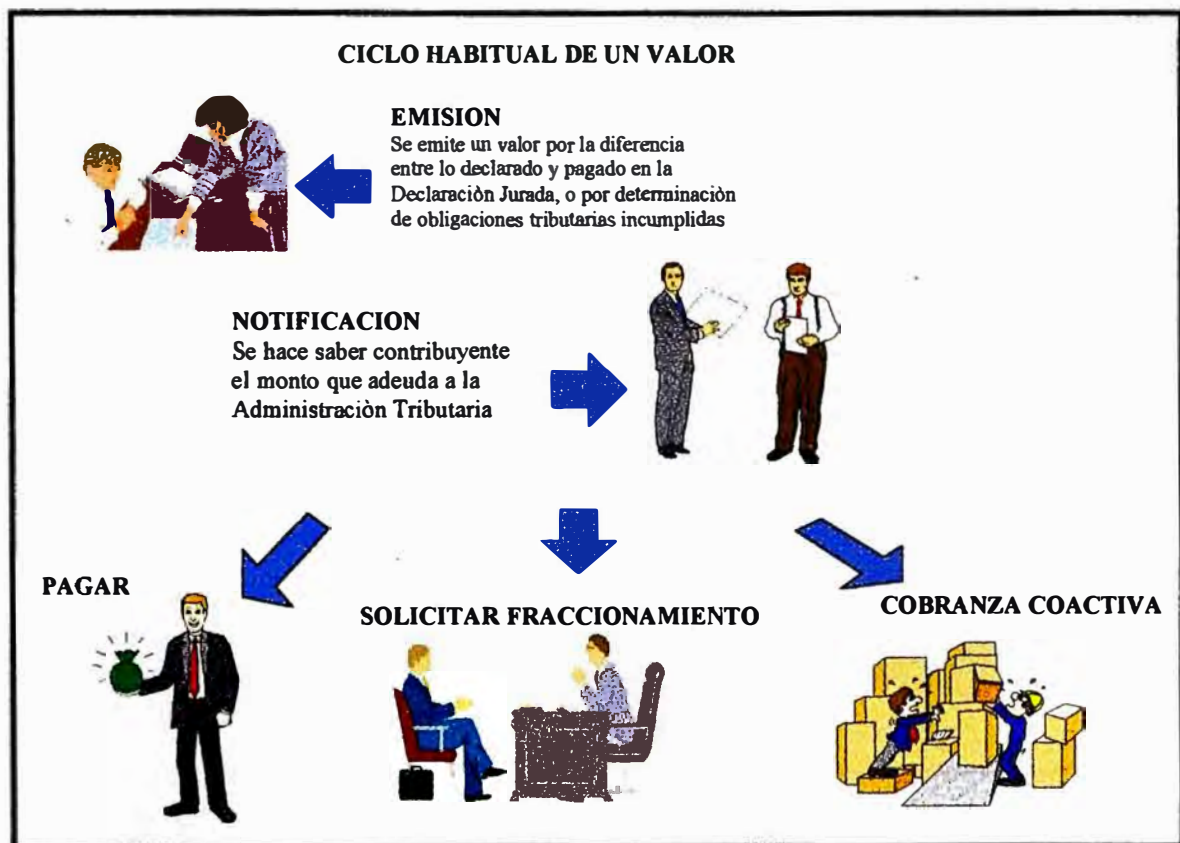 CICLO HABITUAL DE UN VALOR
EMISION
Se emite un valor por la diferencia
entre lo declarado y pagado en la
Declaraciòn Jurada, o por determinaciòn
de obligaciones tributarias incumplidas
NOTIFICACION
Se hace saber contribuyente
el monto que adeuda a la
Administraciòn Tributaria
PAGAR
SOLICITAR FRACCIONAMIENTO
COBRANZA COACTIVA